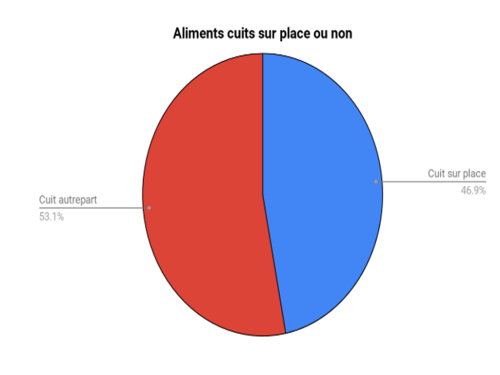 Aliments cuits sur place ou non
Cuit sur place
46.9%
Cuit autrepart
53.1%